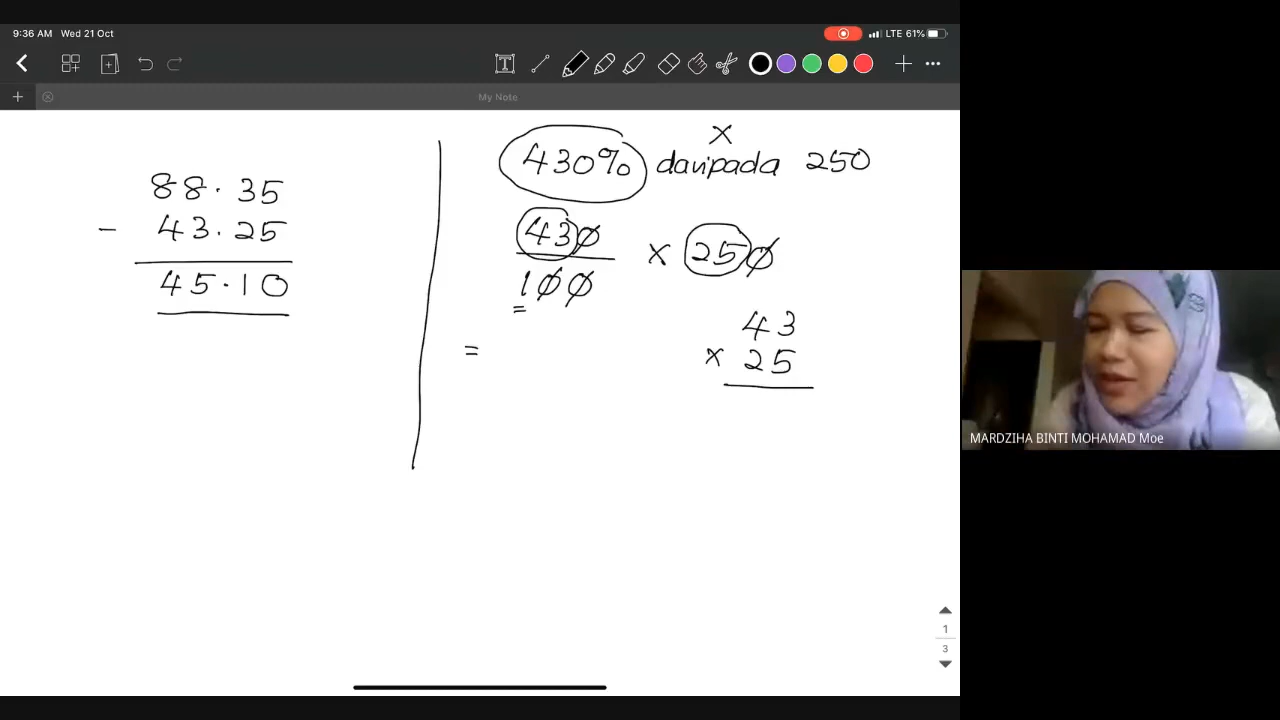 9:36 AM Wed 21 Oct
LTE 61%
T
My Note
88.35
- 43.25
45.10
×
430% daripada 250
430 × 250
100
=
=
43
× 25
MARDZIHA BINTI MOHAMAD Moe
1
3